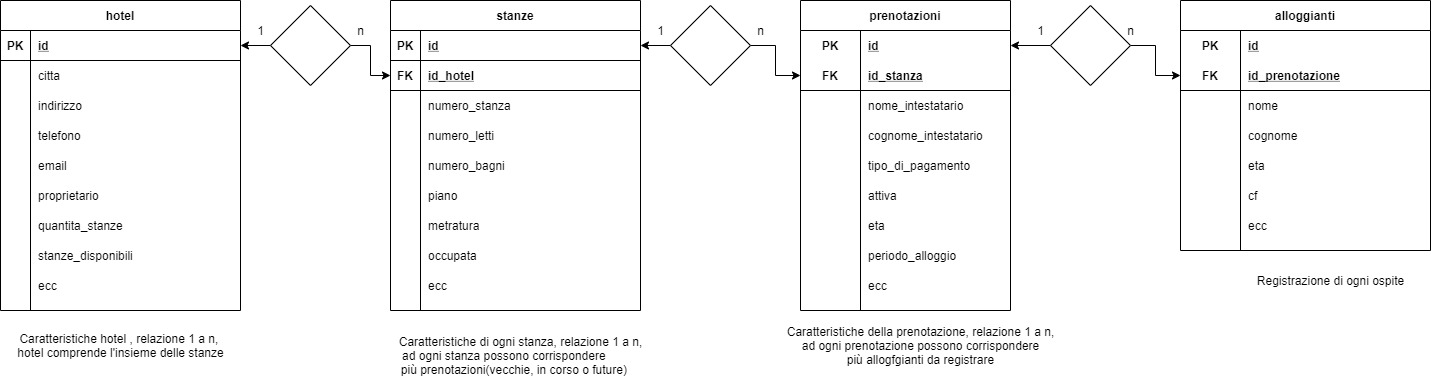 hotel
PK id
citta
indirizzo
telefono
email
proprietario
quantita_stanze
stanze_disponibili
ecc
Caratteristiche hotel , relazione 1 a n,
hotel comprende l'insieme delle stanze
1
n
stanze
PK id
FK id_hotel
numero_stanza
numero_letti
numero_bagni
piano
metratura
occupata
ecc
Caratteristiche di ogni stanza, relazione 1 a n,
ad ogni stanza possono corrispondere
più prenotazioni(vecchie, in corso o future)
1
n
prenotazioni
PK id
FK id_stanza
nome_intestatario
cognome_intestatario
tipo_di_pagamento
attiva
eta
periodo_alloggio
ecc
Caratteristiche della prenotazione, relazione 1 a n,
ad ogni prenotazione possono corrispondere
più allogfgianti da registrare
1
n
alloggianti
PK id
FK id_prenotazione
nome
cognome
eta
cf
ecc
Registrazione di ogni ospite